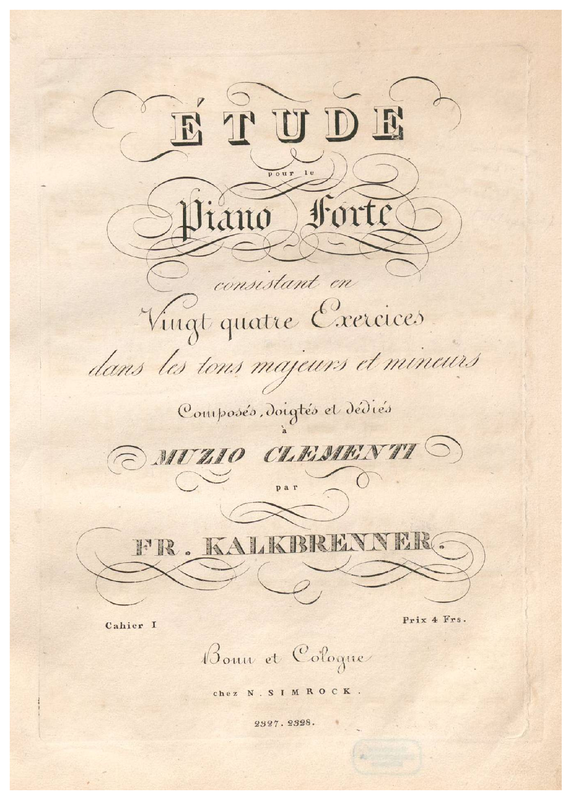 ÉTUDE
pour le
Piano Forte
consistant en
Vingt quatre Exercices
dans les tons majeurs et mineurs
Composés, doigtés et dédiés
à
MUZIO CLEMENTI
par
FR. KALKBRENNER.
Cahier I Prix 4 Frs.
Bonn et Cologne
chez N. SIMROCK.
2327. 2328.